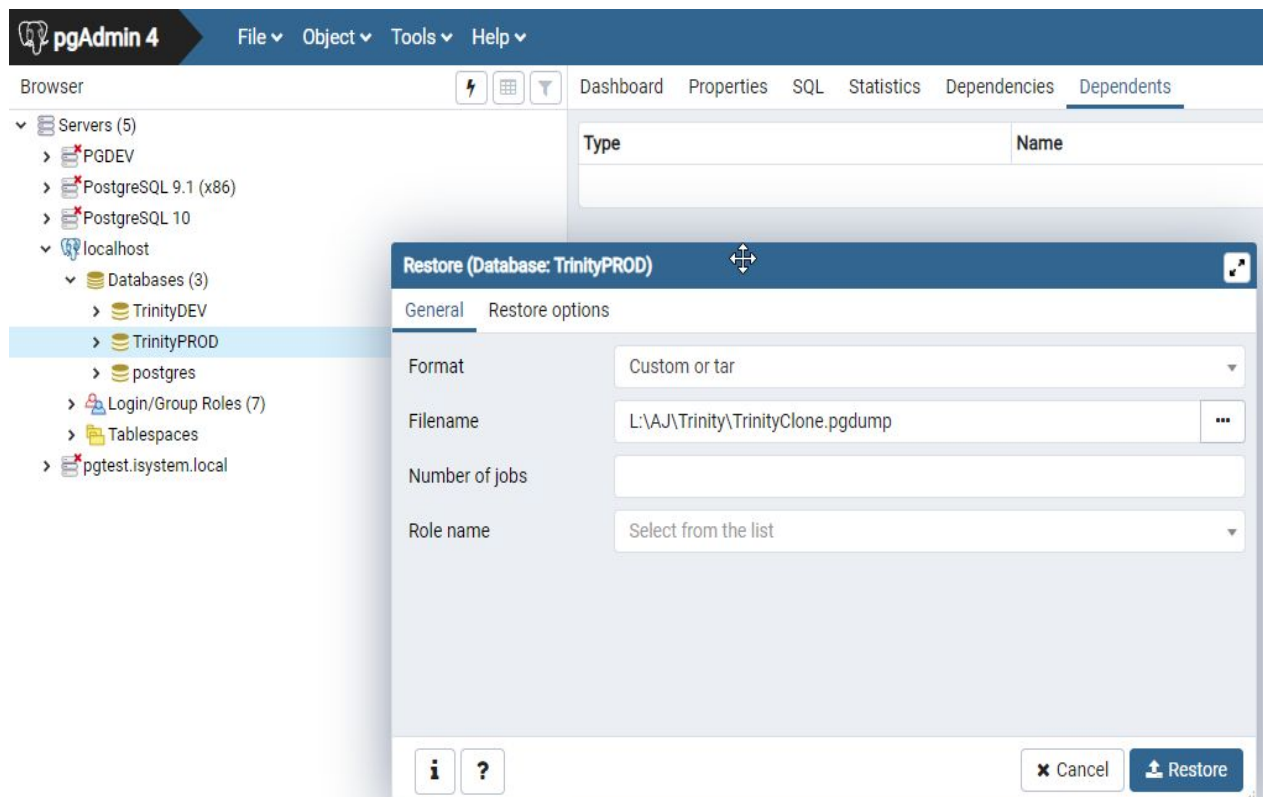 pgAdmin 4 File Object Tools Help
Browser
Dashboard Properties SQL Statistics Dependencies Dependents
Servers (5)
PGDEV
PostgreSQL 9.1 (x86)
PostgreSQL 10
localhost
Databases (3)
TrinityDEV
TrinityPROD
postgres
Login/Group Roles (7)
Tablespaces
pgtest.isystem.local
Type Name
Restore (Database: TrinityPROD)
General Restore options
Format Custom or tar
Filename L:\AJ\Trinity\TrinityClone.pgdump ...
Number of jobs
Role name Select from the list
i ? Cancel Restore